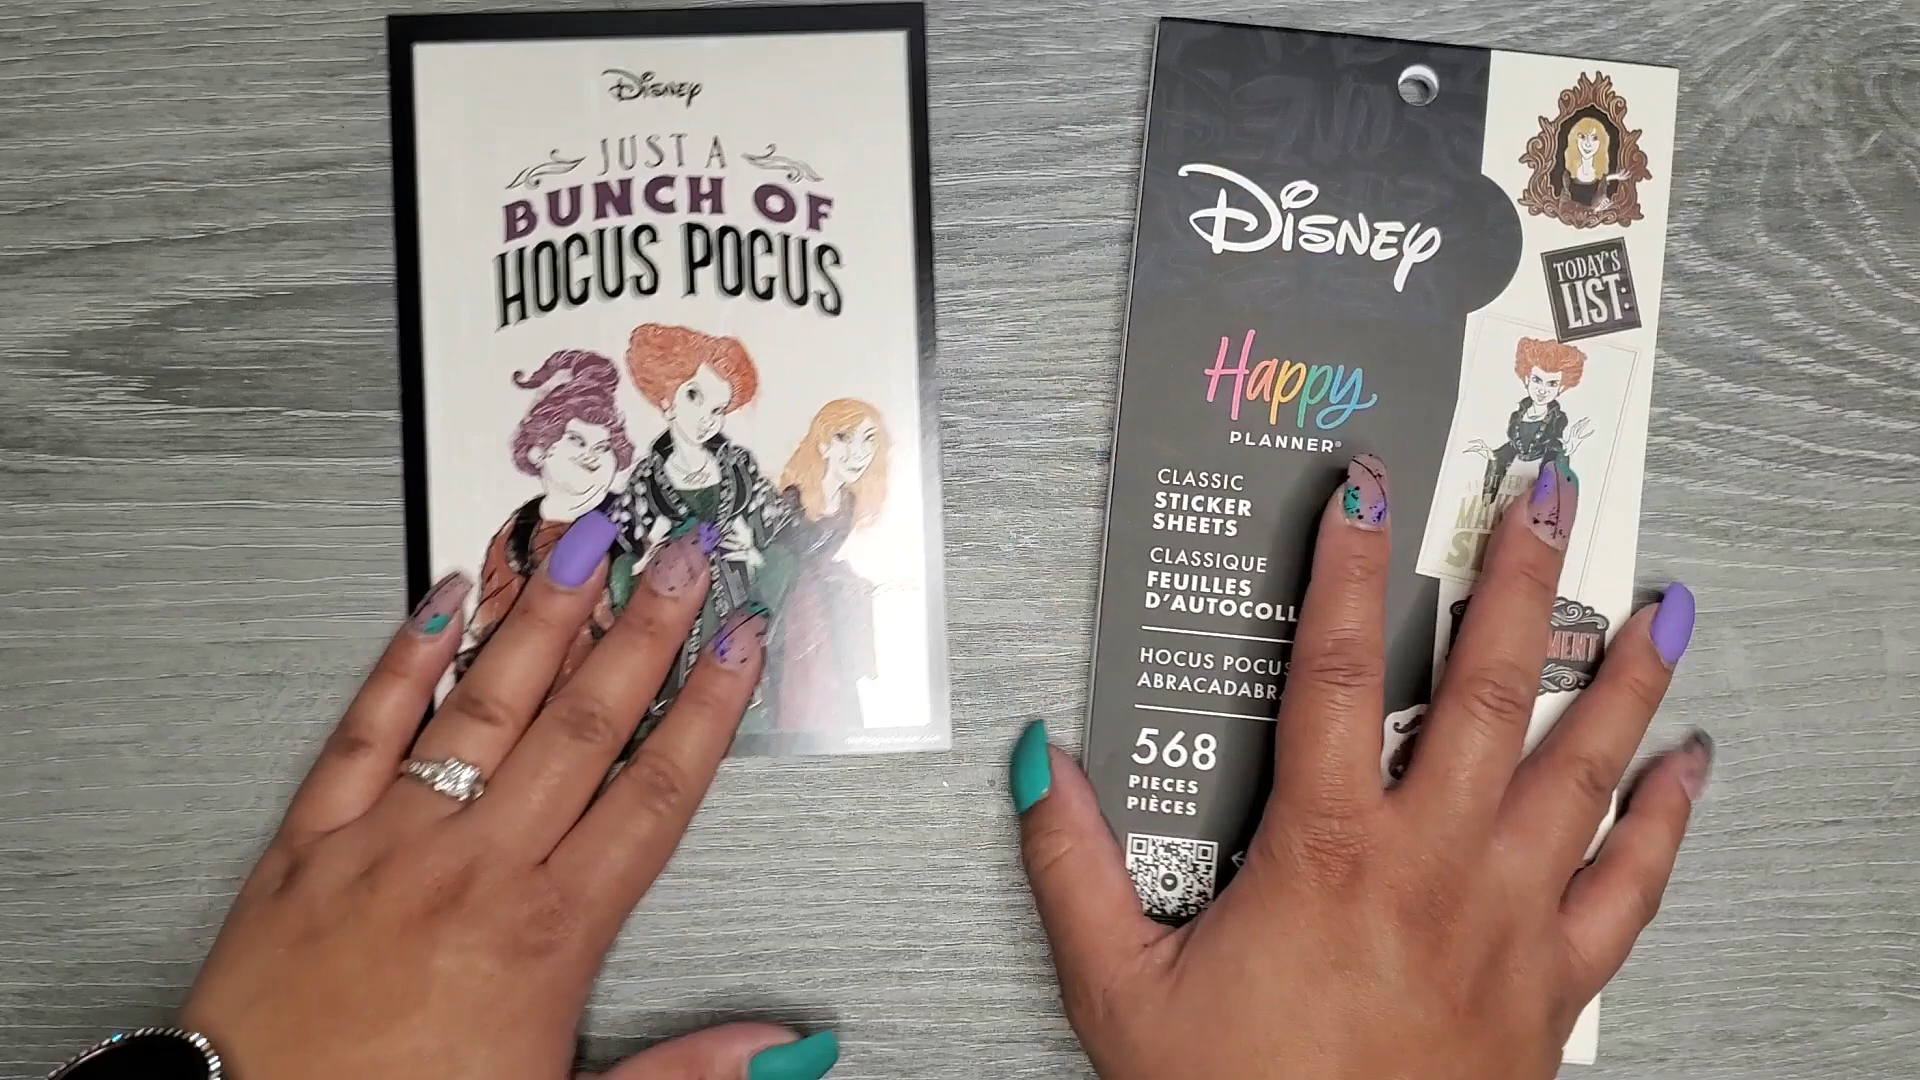 Disney
JUST A
BUNCH OF
HOCUS POCUS
Disney
Happy
PLANNER®
CLASSIC
STICKER
SHEETS
CLASSIQUE
FEUILLES
D'AUTOCOLL
HOCUS POCUS
ABRACADABR
568
PIECES
PIÈCES
TODAY'S
LIST: